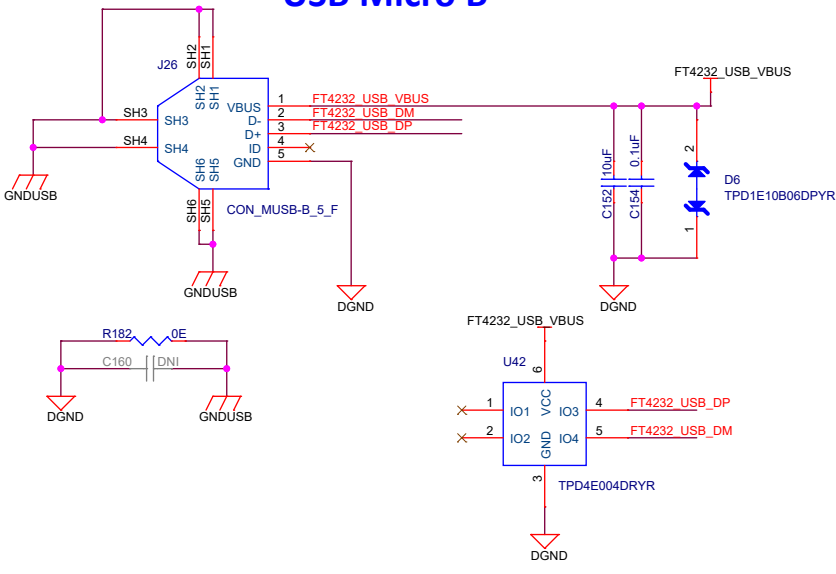 USB Micro B
J26
SH2
SH1
SH2
SH1
SH3
SH3
SH4
SH4
SH6
SH5
SH6
SH5
VBUS
D-
D+
ID
GND
1
2
3
4
5
FT4232_USB_VBUS
FT4232_USB_DM
FT4232_USB_DP
CON_MUSB-B_5_F
GNDUSB
GNDUSB
DGND
FT4232_USB_VBUS
C152
10uF
C154
0.1uF
2
1
D6
TPD1E10B06DPYR
DGND
R182
0E
C160
DNI
DGND
GNDUSB
FT4232_USB_VBUS
U42
6
VCC
1
IO1
IO3
4
FT4232_USB_DP
2
IO2
IO4
5
FT4232_USB_DM
GND
3
TPD4E004DRYR
DGND